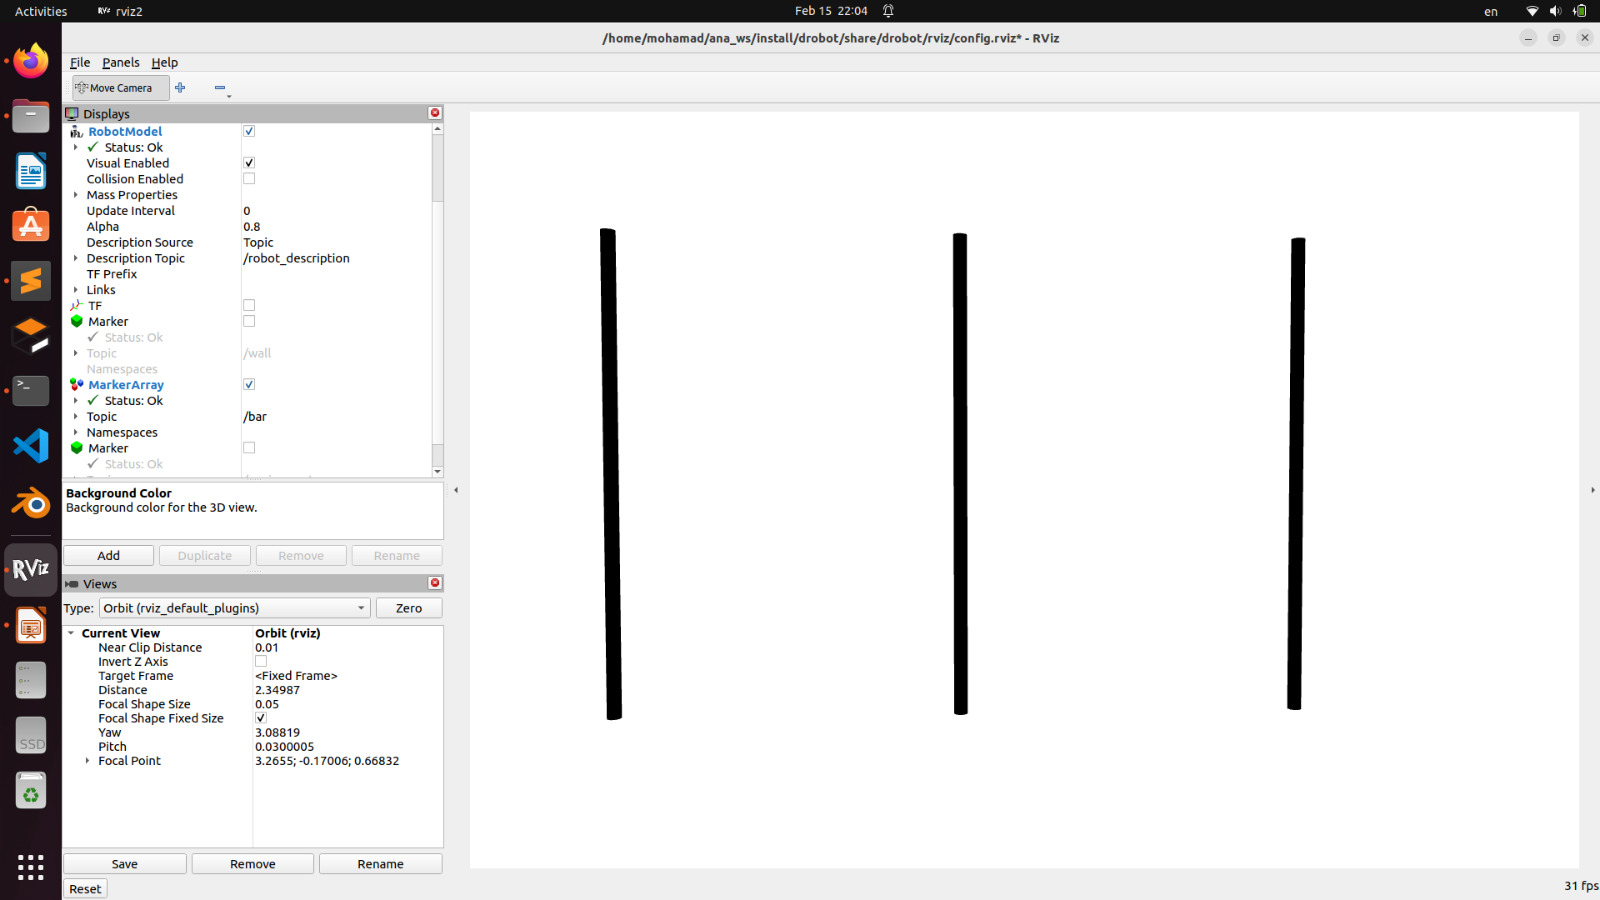 Activities RViz rviz2 Feb 15 22:04 en
/home/mohamad/ana_ws/install/drobot/share/drobot/rviz/config.rviz* - RViz
File Panels Help
Move Camera
Displays
RobotModel
Status: Ok
Visual Enabled
Collision Enabled
Mass Properties
Update Interval 0
Alpha 0.8
Description Source Topic
Description Topic /robot_description
TF Prefix
Links
TF
Marker
Status: Ok
Topic /wall
Namespaces
MarkerArray
Status: Ok
Topic /bar
Namespaces
Marker
Status: Ok
Background Color
Background color for the 3D view.
Add Duplicate Remove Rename
RViz
Views
Type: Orbit (rviz_default_plugins) Zero
Current View Orbit (rviz)
Near Clip Distance 0.01
Invert Z Axis
Target Frame <Fixed Frame>
Distance 2.34987
Focal Shape Size 0.05
Focal Shape Fixed Size
Yaw 3.08819
Pitch 0.0300005
Focal Point 3.2655; -0.17006; 0.66832
SSD
Save Remove Rename
Reset
31 fps